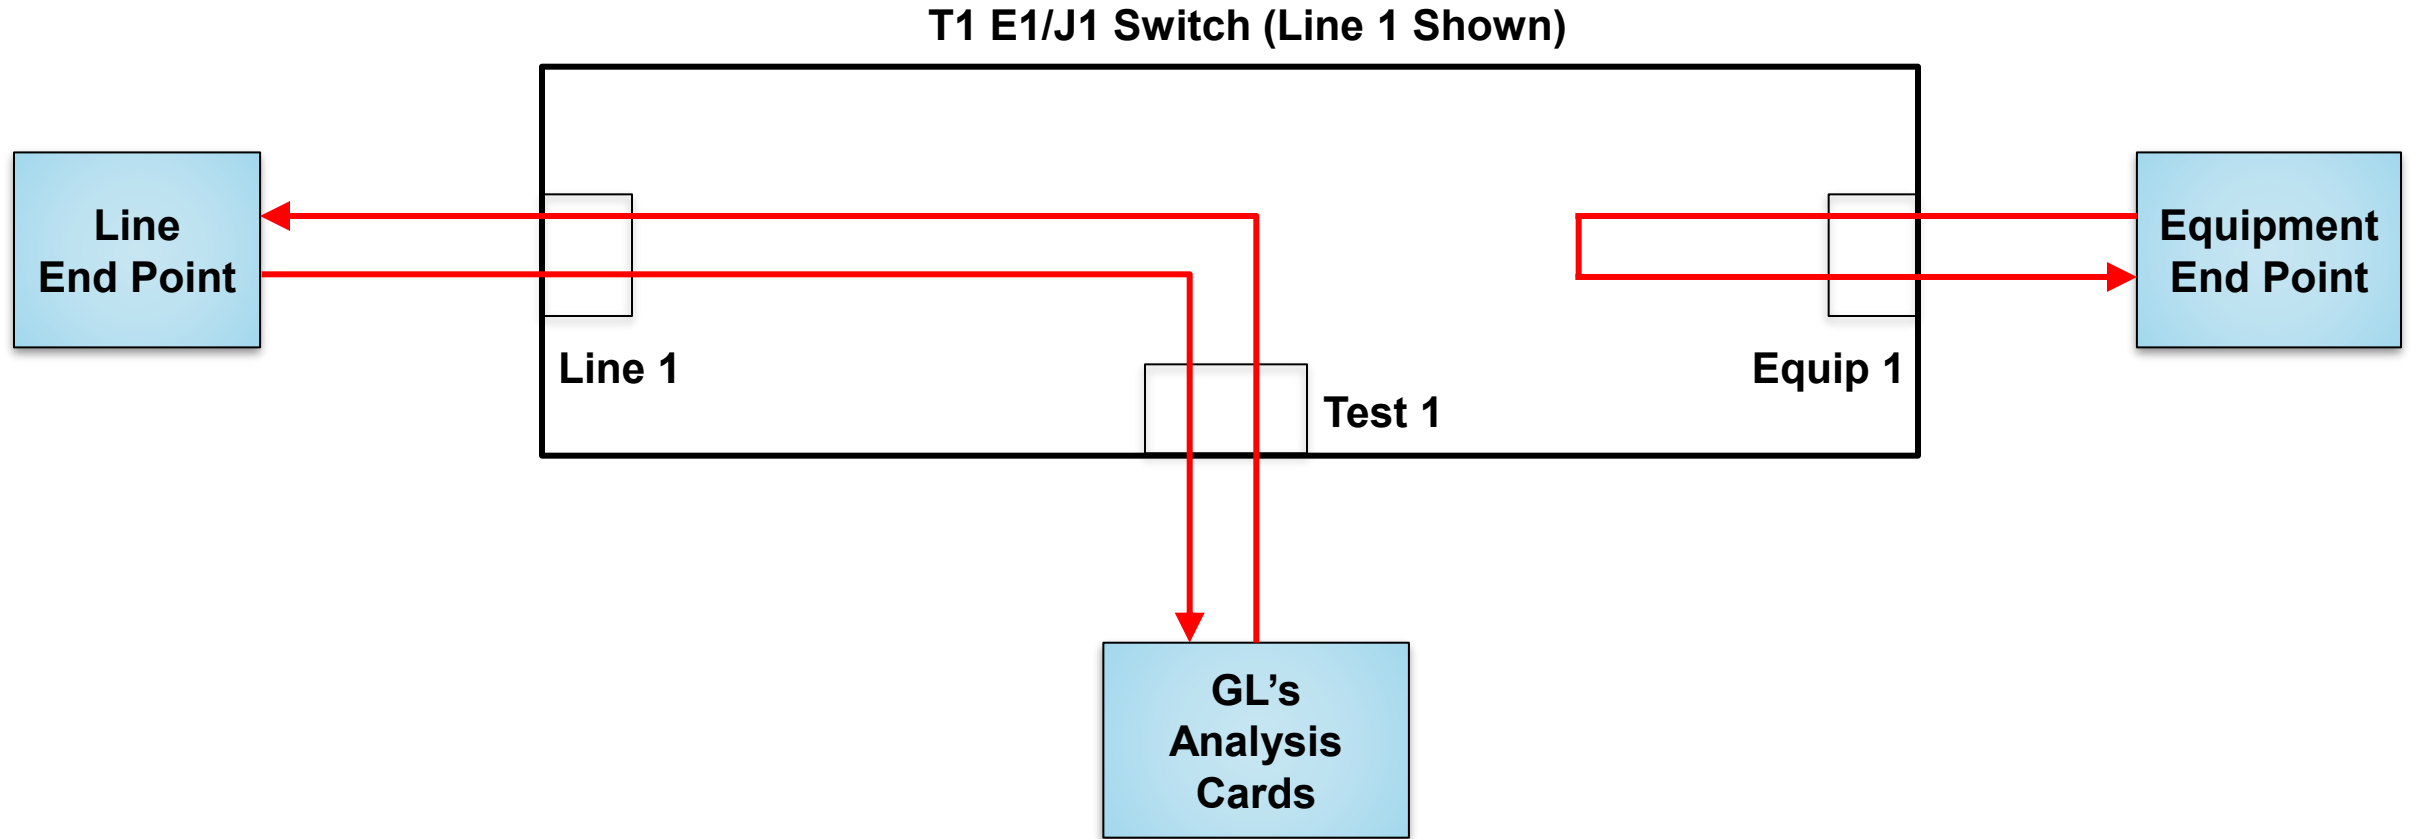 T1 E1/J1 Switch (Line 1 Shown)
Line
End Point
Equipment
End Point
Line 1
Equip 1
Test 1
GL’s
Analysis
Cards